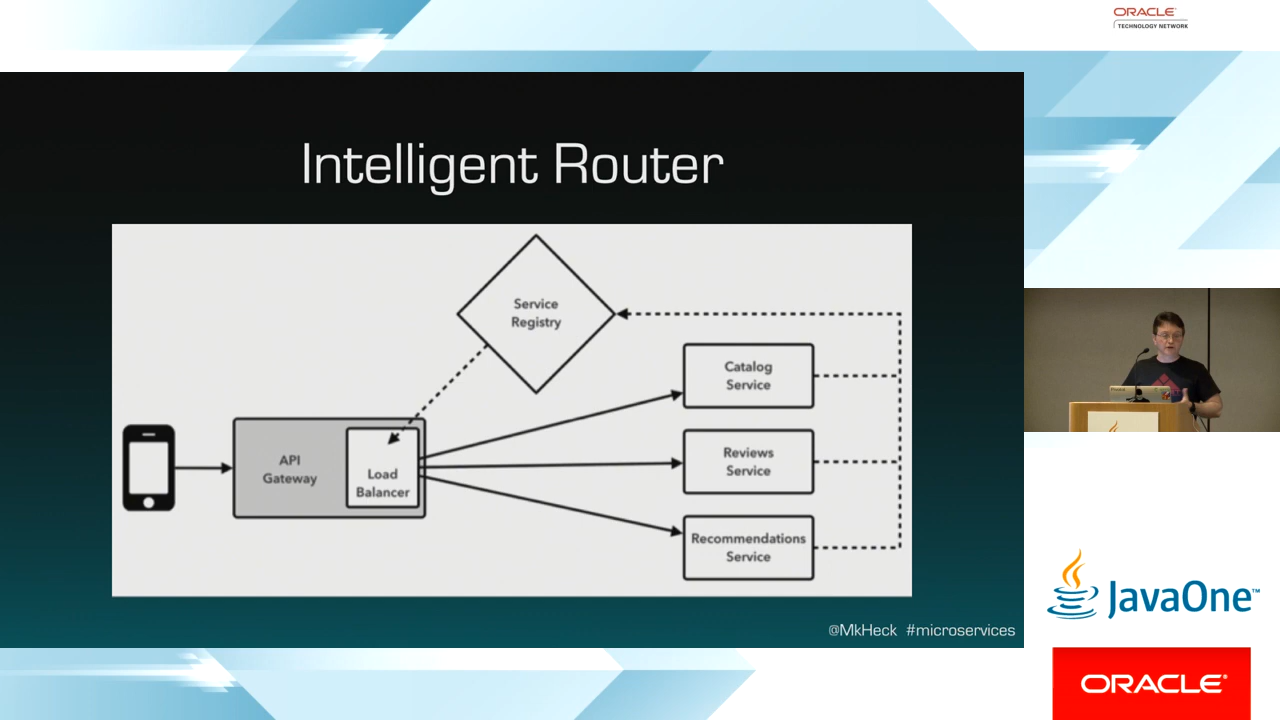 ORACLE
TECHNOLOGY NETWORK
Intelligent Router
Service
Registry
Catalog
Service
Reviews
Service
Recommendations
Service
API
Gateway
Load
Balancer
@MkHeck #microservices
JavaOne™
ORACLE®